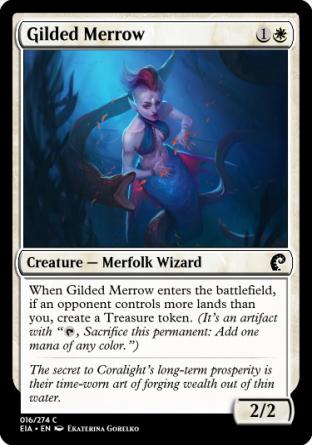 Gilded Merrow 1
Creature — Merfolk Wizard
When Gilded Merrow enters the battlefield,
if an opponent controls more lands than
you, create a Treasure token. (It's an artifact
with “, Sacrifice this permanent: Add one
mana of any color.”)
The secret to Coralight's long-term prosperity is
their time-worn art of forging wealth out of thin
water.
016/274 C
2/2
EIA • EN Ekaterina Gorelko